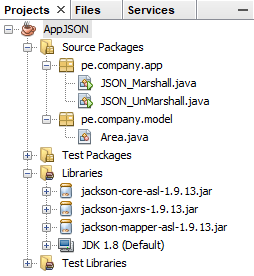 Projects Files Services
AppJSON
Source Packages
pe.company.app
JSON_Marshall.java
JSON_UnMarshall.java
pe.company.model
Area.java
Test Packages
Libraries
jackson-core-asl-1.9.13.jar
jackson-jaxrs-1.9.13.jar
jackson-mapper-asl-1.9.13.jar
JDK 1.8 (Default)
Test Libraries